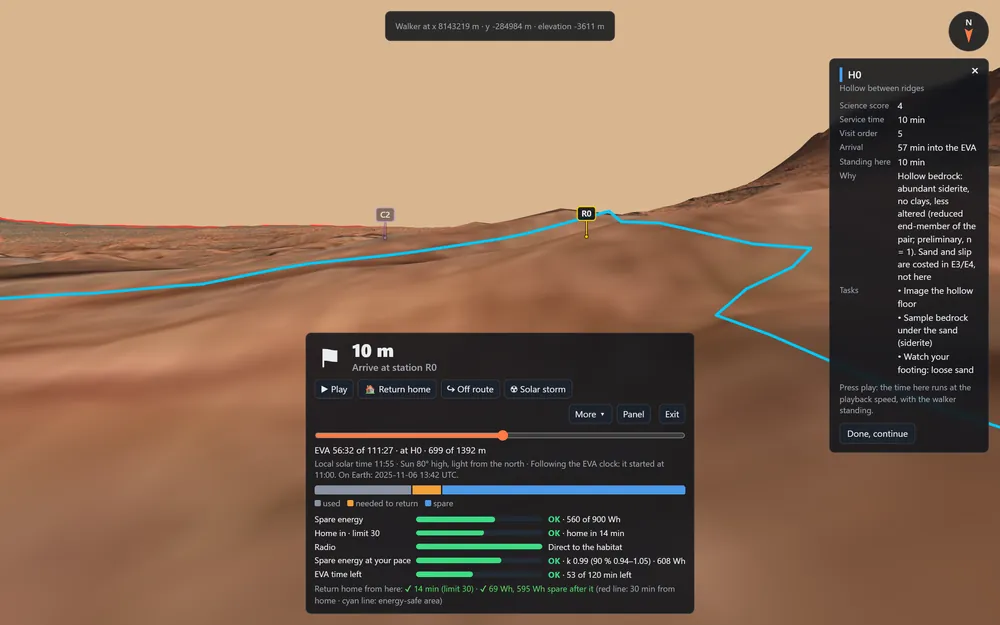 Walker at x 8143219 m · y -284984 m · elevation -3611 m
N
H0
×
Hollow between ridges
Science score 4
Service time 10 min
Visit order 5
Arrival 57 min into the EVA
Standing here 10 min
Why Hollow bedrock:
abundant siderite,
no clays, less
altered (reduced
end-member of the
pair; preliminary, n
= 1). Sand and slip
are costed in E3/E4,
not here
Tasks • Image the hollow
floor
• Sample bedrock
under the sand
(siderite)
• Watch your
footing: loose sand
Press play: the time here runs at the
playback speed, with the walker
standing.
Done, continue
C2
R0
10 m
Arrive at station R0
▶ Play
Return home
↪ Off route
☢ Solar storm
More ▾
Panel
Exit
EVA 56:32 of 111:27 · at H0 · 699 of 1392 m
Local solar time 11:55 · Sun 80° high, light from the north · Following the EVA clock: it started at
11:00. On Earth: 2025-11-06 13:42 UTC.
used needed to return spare
Spare energy OK · 560 of 900 Wh
Home in · limit 30 OK · home in 14 min
Radio Direct to the habitat
Spare energy at your pace OK · k 0.99 (90 % 0.94–1.05) · 608 Wh
EVA time left OK · 53 of 120 min left
Return home from here: ✓ 14 min (limit 30) · ✓ 69 Wh, 595 Wh spare after it (red line: 30 min from
home · cyan line: energy-safe area)